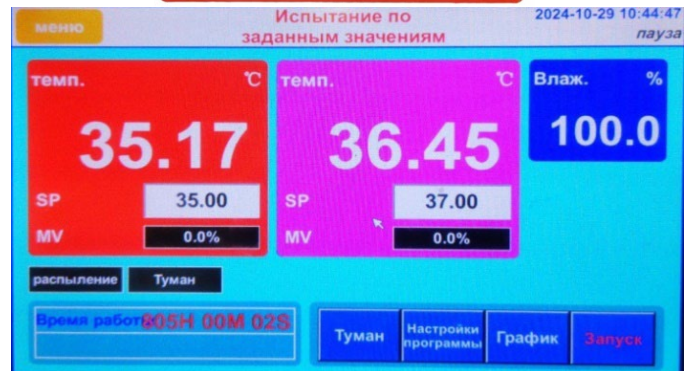 меню
Испытание по
заданным значениям
2024-10-29 10:44:47
пауза
темп. ℃
35.17
SP 35.00
MV 0.0%
темп. ℃
36.45
SP 37.00
MV 0.0%
Влаж. %
100.0
распыление Туман
Время работы 805H 00M 02S
Туман
Настройки
программы
График
Запуск